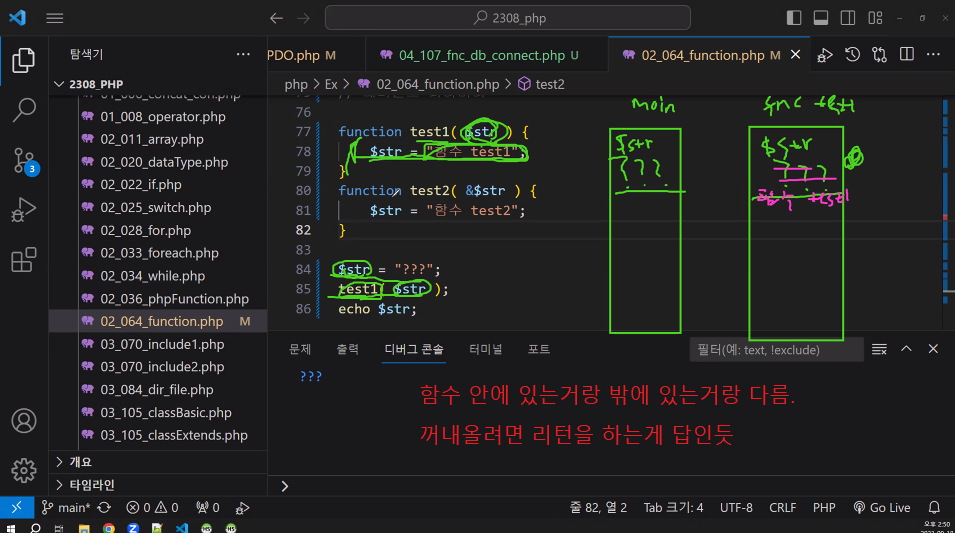 2308_php
탐색기
PDO.php M
04_107_fnc_db_connect.php U
02_064_function.php M
2308_PHP
php > Ex > 02_064_function.php > test2
01_008_operator.php
02_011_array.php
02_020_dataType.php
02_022_if.php
02_025_switch.php
02_028_for.php
02_033_foreach.php
02_034_while.php
02_036_phpFunction.php
02_064_function.php M
03_070_include1.php
03_070_include2.php
03_084_dir_file.php
03_105_classBasic.php
03_105_classExtends.php
개요
타임라인
3
76
77 function test1( $str ) {
78 $str = "함수 test1";
79 }
80 function test2( &$str ) {
81 $str = "함수 test2";
82 }
83
84 $str = "???";
85 test1( $str );
86 echo $str;
main
$str
???
fnc test1
$str
???
문제 출력 디버그 콘솔 터미널 포트
필터(예: text, !exclude)
???
함수 안에 있는거랑 밖에 있는거랑 다름.
꺼내올려면 리턴을 하는게 답인듯
main* 0 0 0
줄 82, 열 2 Tab 크기: 4 UTF-8 CRLF PHP Go Live
오후 2:50